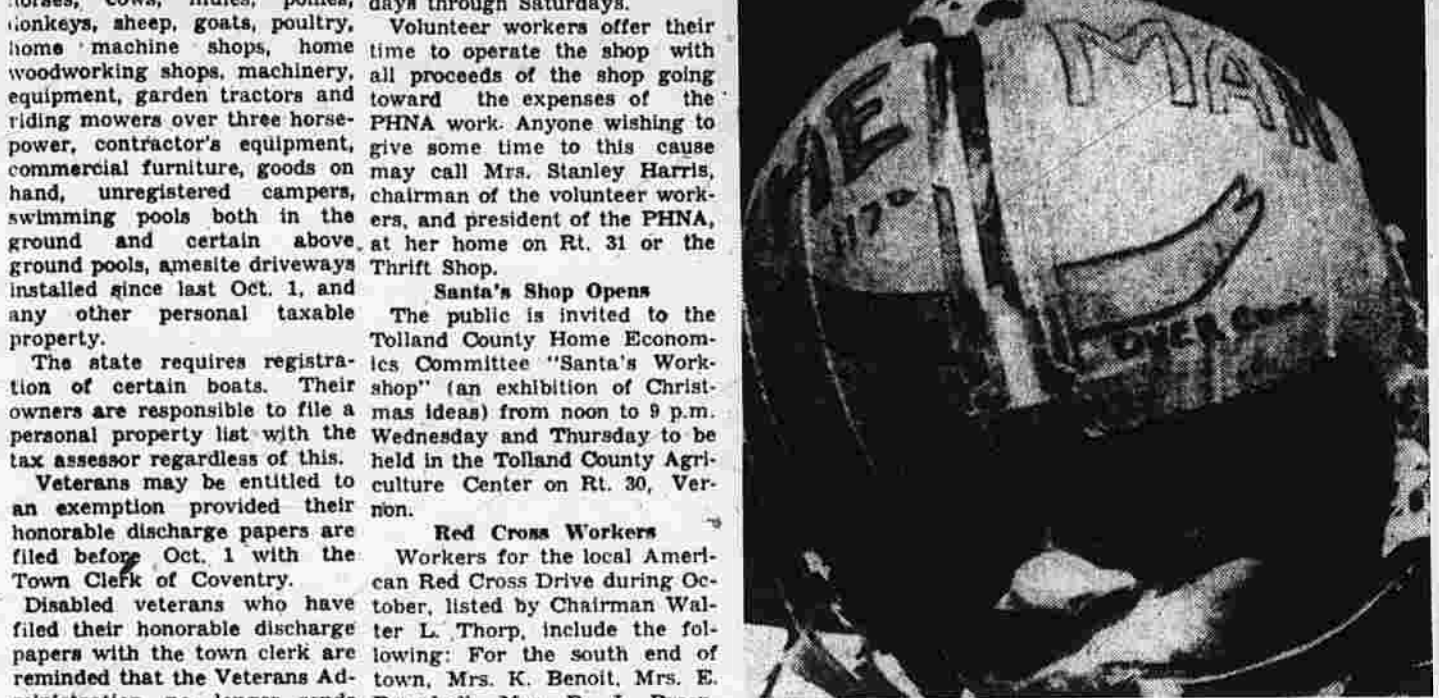 horses, cows, mules, ponies,
donkeys, sheep, goats, poultry,
home machine shops, home
woodworking shops, machinery,
equipment, garden tractors and
riding mowers over three horse-
power, contractor's equipment,
commercial furniture, goods on
hand, unregistered campers,
swimming pools both in the
ground and certain above
ground pools, amesite driveways
installed since last Oct. 1, and
any other personal taxable
property.
The state requires registra-
tion of certain boats. Their
owners are responsible to file a
personal property list with the
tax assessor regardless of this.
Veterans may be entitled to
an exemption provided their
honorable discharge papers are
filed before Oct. 1 with the
Town Clerk of Coventry.
Disabled veterans who have
filed their honorable discharge
papers with the town clerk are
reminded that the Veterans Ad-
days through Saturdays.
Volunteer workers offer their
time to operate the shop with
all proceeds of the shop going
toward the expenses of the
PHNA work. Anyone wishing to
give some time to this cause
may call Mrs. Stanley Harris,
chairman of the volunteer work-
ers, and president of the PHNA,
at her home on Rt. 31 or the
Thrift Shop.
Santa's Shop Opens
The public is invited to the
Tolland County Home Econom-
ics Committee "Santa's Work-
shop" (an exhibition of Christ-
mas ideas) from noon to 9 p.m.
Wednesday and Thursday to be
held in the Tolland County Agri-
culture Center on Rt. 30, Ver-
non.
Red Cross Workers
Workers for the local Ameri-
can Red Cross Drive during Oc-
tober, listed by Chairman Wal-
ter L. Thorp, include the fol-
lowing: For the south end of
town, Mrs. K. Benoit, Mrs. E.
MAN
OVER